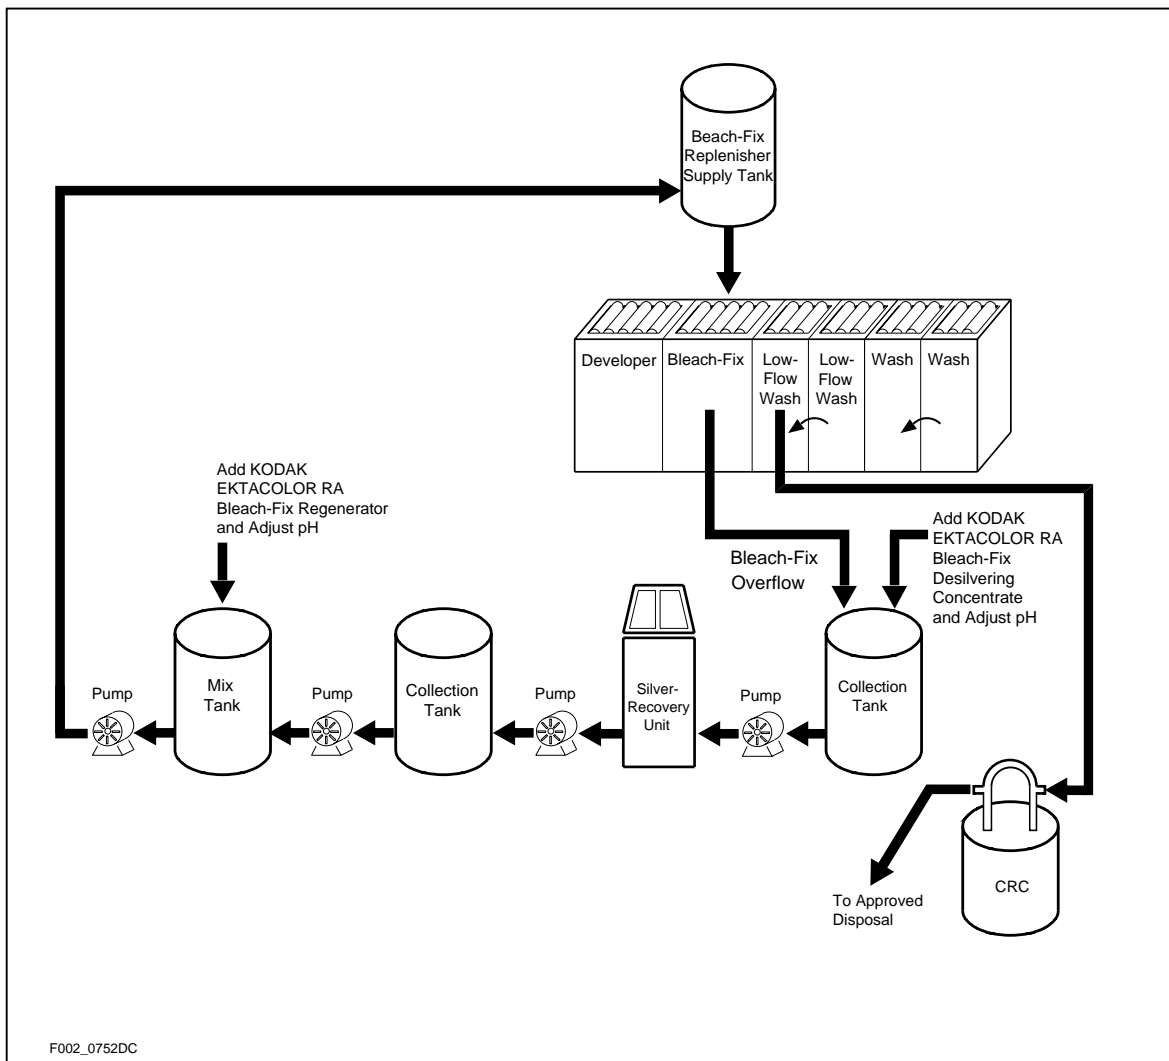 Beach-Fix
Replenisher
Supply Tank
Developer
Bleach-Fix
Low-
Flow
Wash
Low-
Flow
Wash
Wash
Wash
Add KODAK
EKTACOLOR RA
Bleach-Fix Regenerator
and Adjust pH
Bleach-Fix
Overflow
Add KODAK
EKTACOLOR RA
Bleach-Fix
Desilvering
Concentrate
and Adjust pH
Pump
Mix
Tank
Pump
Collection
Tank
Pump
Silver-
Recovery
Unit
Pump
Collection
Tank
To Approved
Disposal
CRC
F002_0752DC